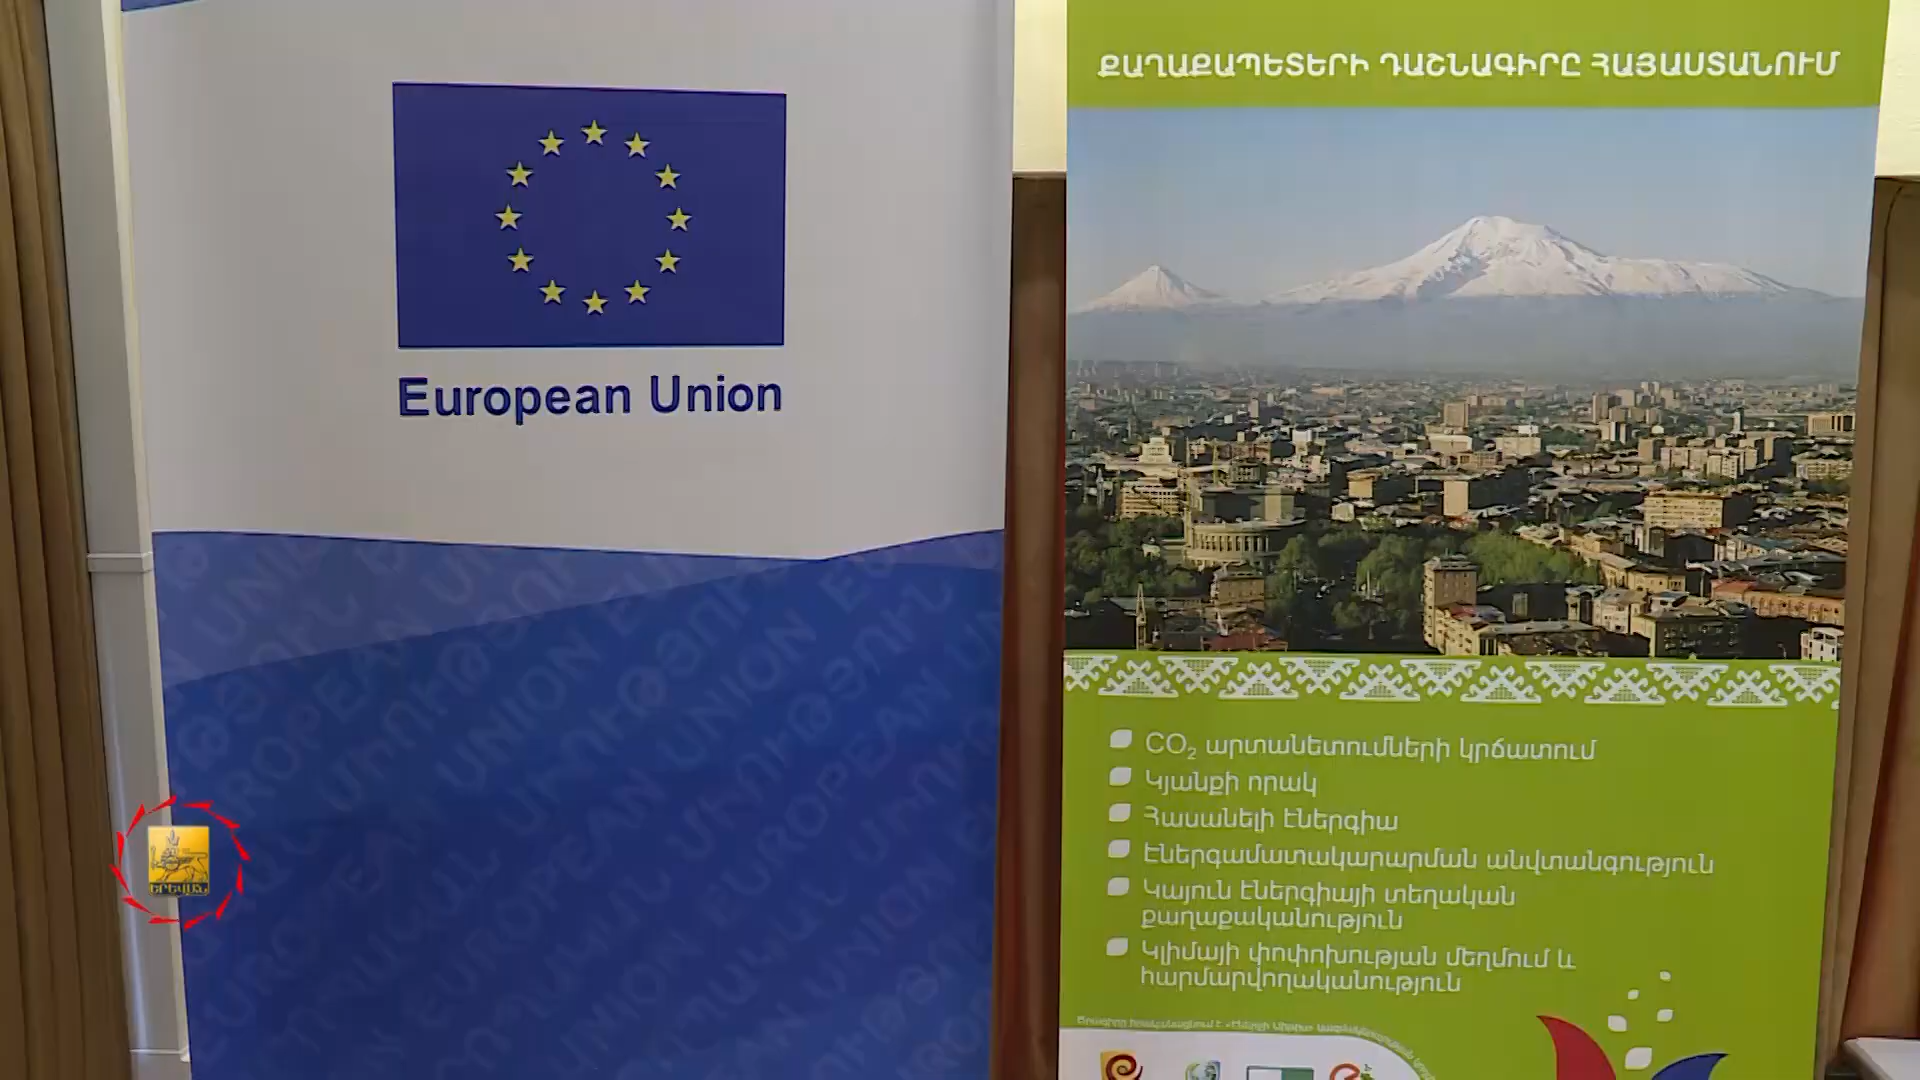 European Union
ՔԱՂԱՔԱՊԵՏԵՐԻ ԴԱՇՆԱԳԻՐԸ ՀԱՅԱՍՏԱՆՈՒՄ
CO₂ արտանետումների կրճատում
Կյանքի որակ
Հասանելի էներգիա
Էներգամատակարարման անվտանգություն
Կայուն էներգիայի տեղական
քաղաքականություն
Կլիմայի փոփոխության մեղմում և
հարմարվողականություն
ԵՐԵՎԱՆ